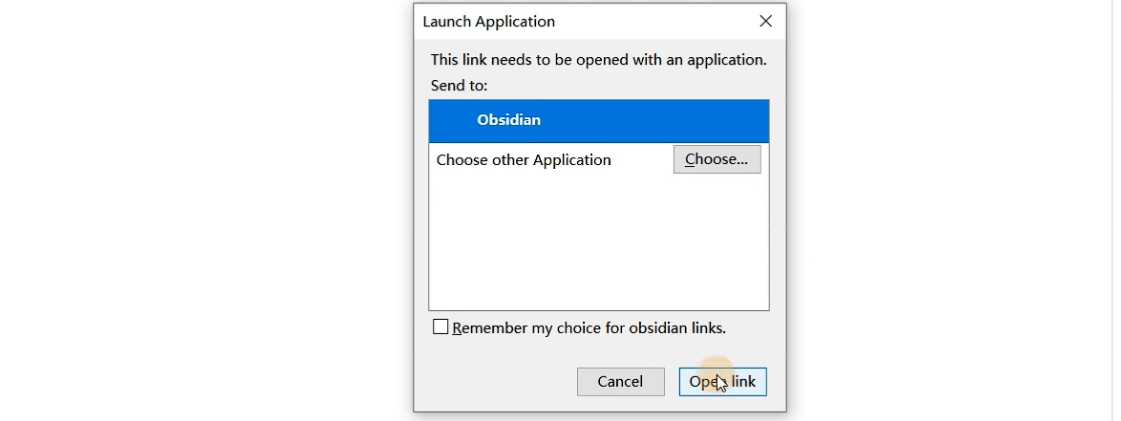 Launch Application
This link needs to be opened with an application.
Send to:
Obsidian
Choose other Application
Choose...
Remember my choice for obsidian links.
Cancel
Open link